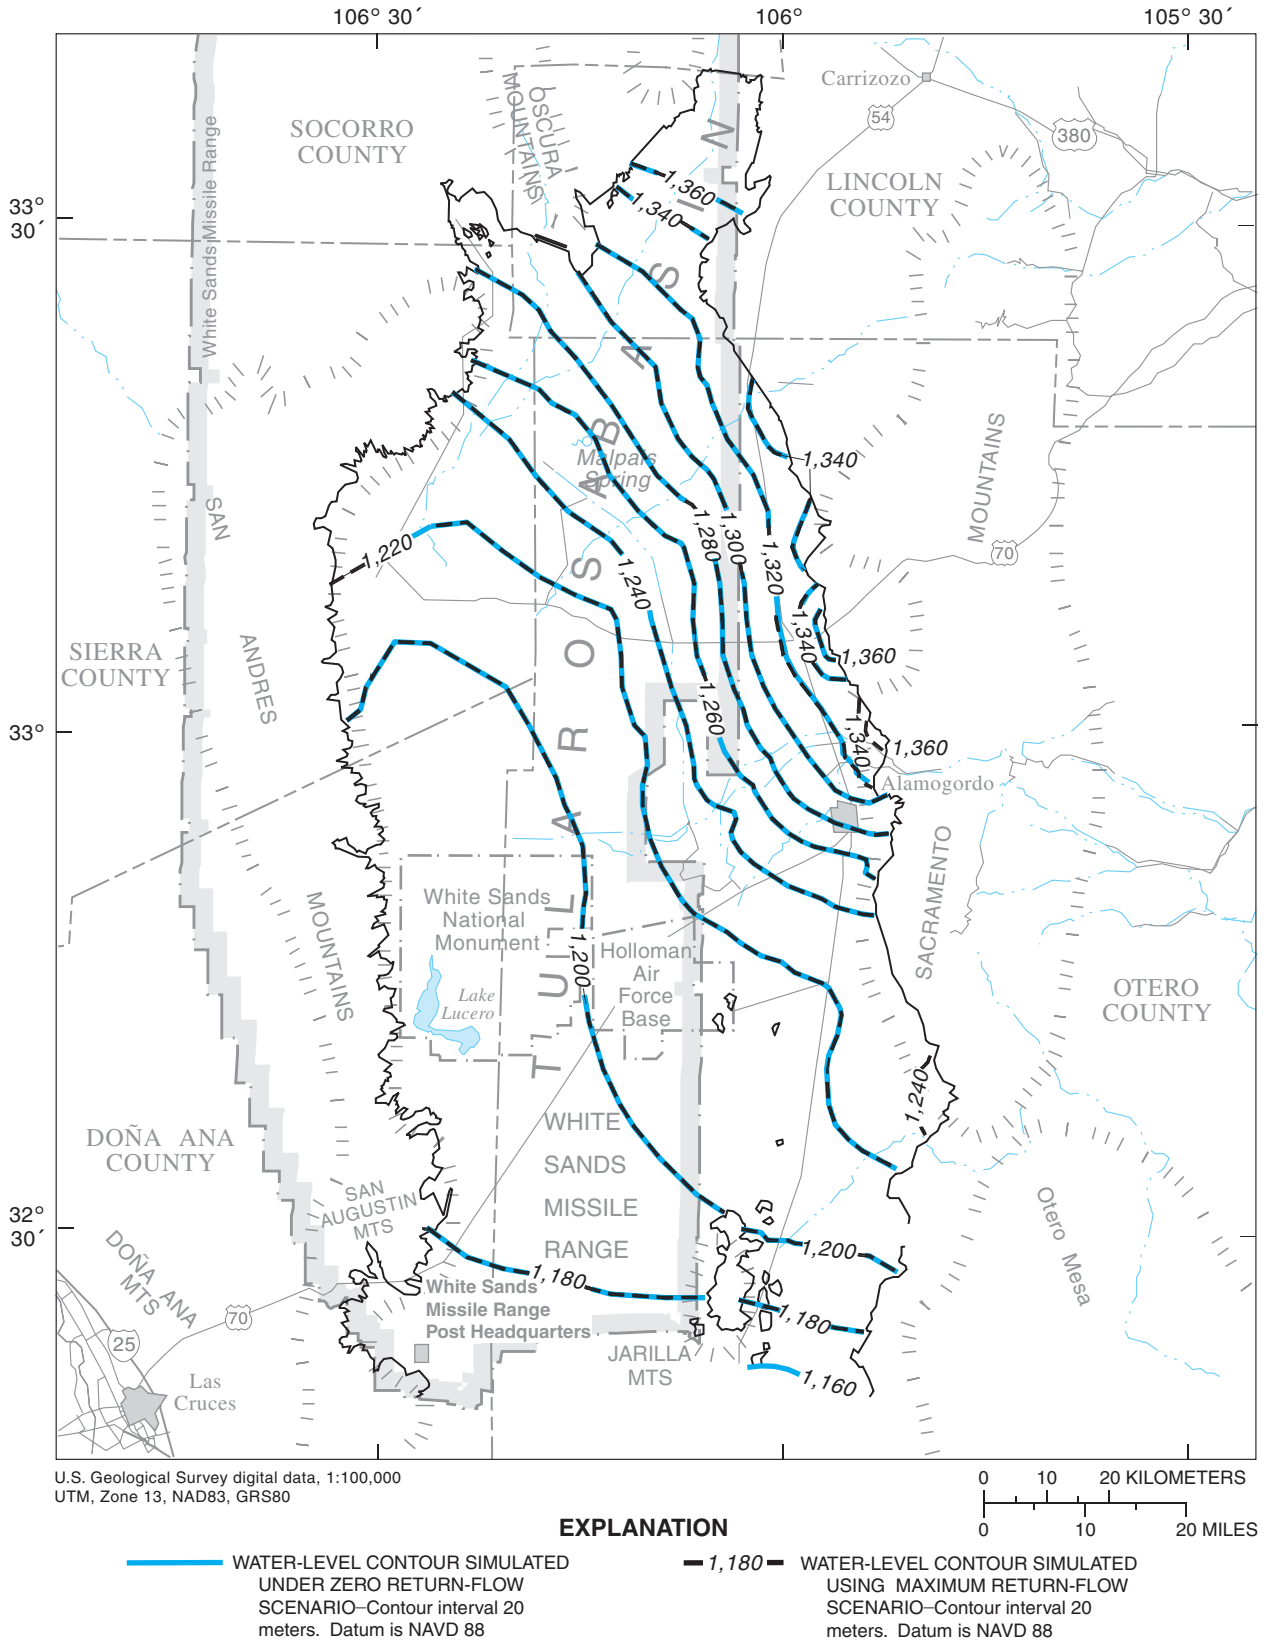 106° 30´
106°
105° 30´
Carrizozo
54
380
SOCORRO
COUNTY
OSCURA
MOUNTAINS
LINCOLN
COUNTY
White Sands Missile Range
33°
30´
1,360
1,340
TULAROSA BASIN
Malpais
Spring
1,340
MOUNTAINS
SAN
1,220
1,280
1,300
1,320
70
1,240
1,340
1,360
SIERRA
COUNTY
ANDRES
1,260
33°
1,340
1,360
Alamogordo
SACRAMENTO
White Sands
National
Monument
MOUNTAINS
1,200
Holloman
Air
Force
Base
Lake
Lucero
OTERO
COUNTY
1,240
DOÑA ANA
COUNTY
WHITE
SANDS
MISSILE
RANGE
SAN
AUGUSTIN
MTS
Otero Mesa
32°
30´
DOÑA ANA
MTS
1,200
1,180
White Sands
Missile Range
Post Headquarters
1,180
70
25
JARILLA
MTS
1,160
Las
Cruces
U.S. Geological Survey digital data, 1:100,000
UTM, Zone 13, NAD83, GRS80
0 10 20 KILOMETERS
0 10 20 MILES
EXPLANATION
WATER-LEVEL CONTOUR SIMULATED
UNDER ZERO RETURN-FLOW
SCENARIO–Contour interval 20
meters. Datum is NAVD 88
1,180
WATER-LEVEL CONTOUR SIMULATED
USING MAXIMUM RETURN-FLOW
SCENARIO–Contour interval 20
meters. Datum is NAVD 88